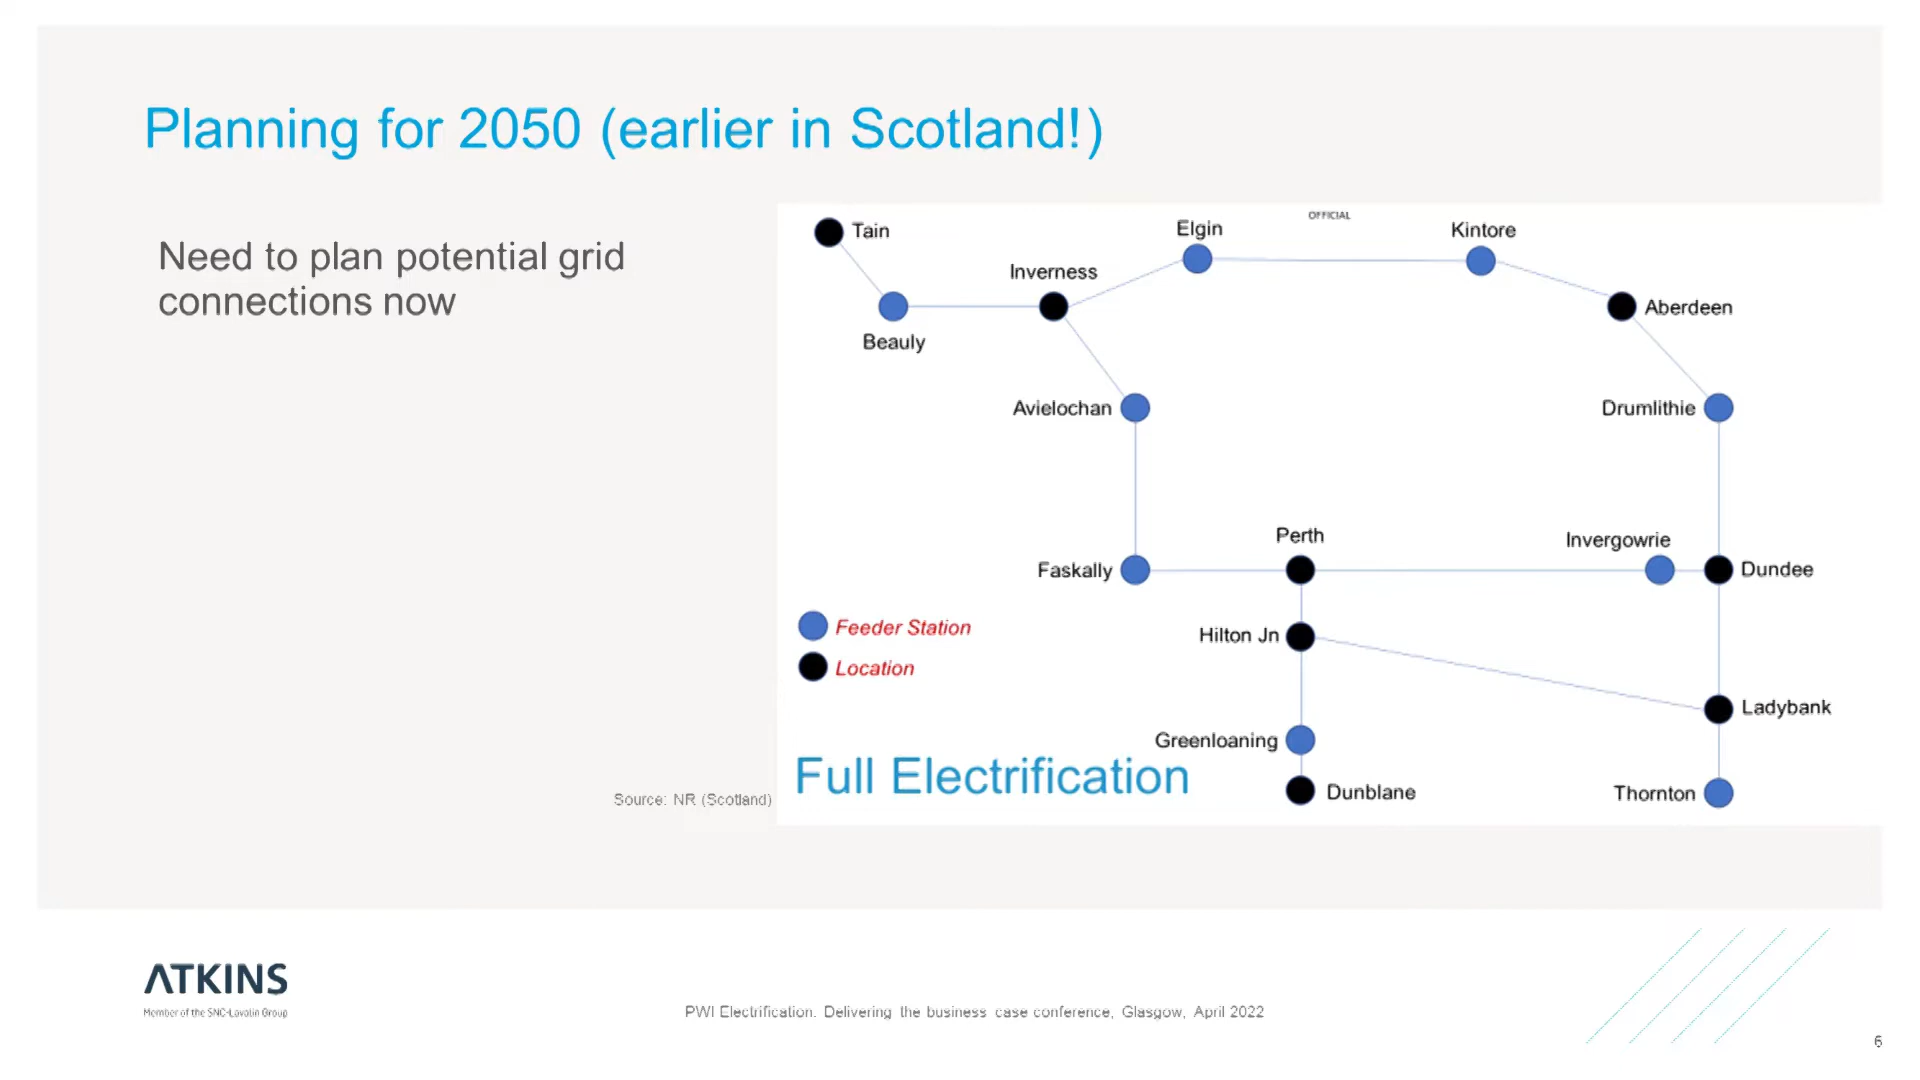 Planning for 2050 (earlier in Scotland!)
Need to plan potential grid
connections now
OFFICIAL
Tain
Elgin
Kintore
Inverness
Aberdeen
Beauly
Avielochan
Drumlithie
Perth
Invergowrie
Faskally
Dundee
Feeder Station
Hilton Jn
Location
Ladybank
Greenloaning
Full Electrification
Dunblane
Thornton
Source: NR (Scotland)
ATKINS
Member of the SNC-Lavalin Group
PWI Electrification. Delivering the business case conference, Glasgow, April 2022
6